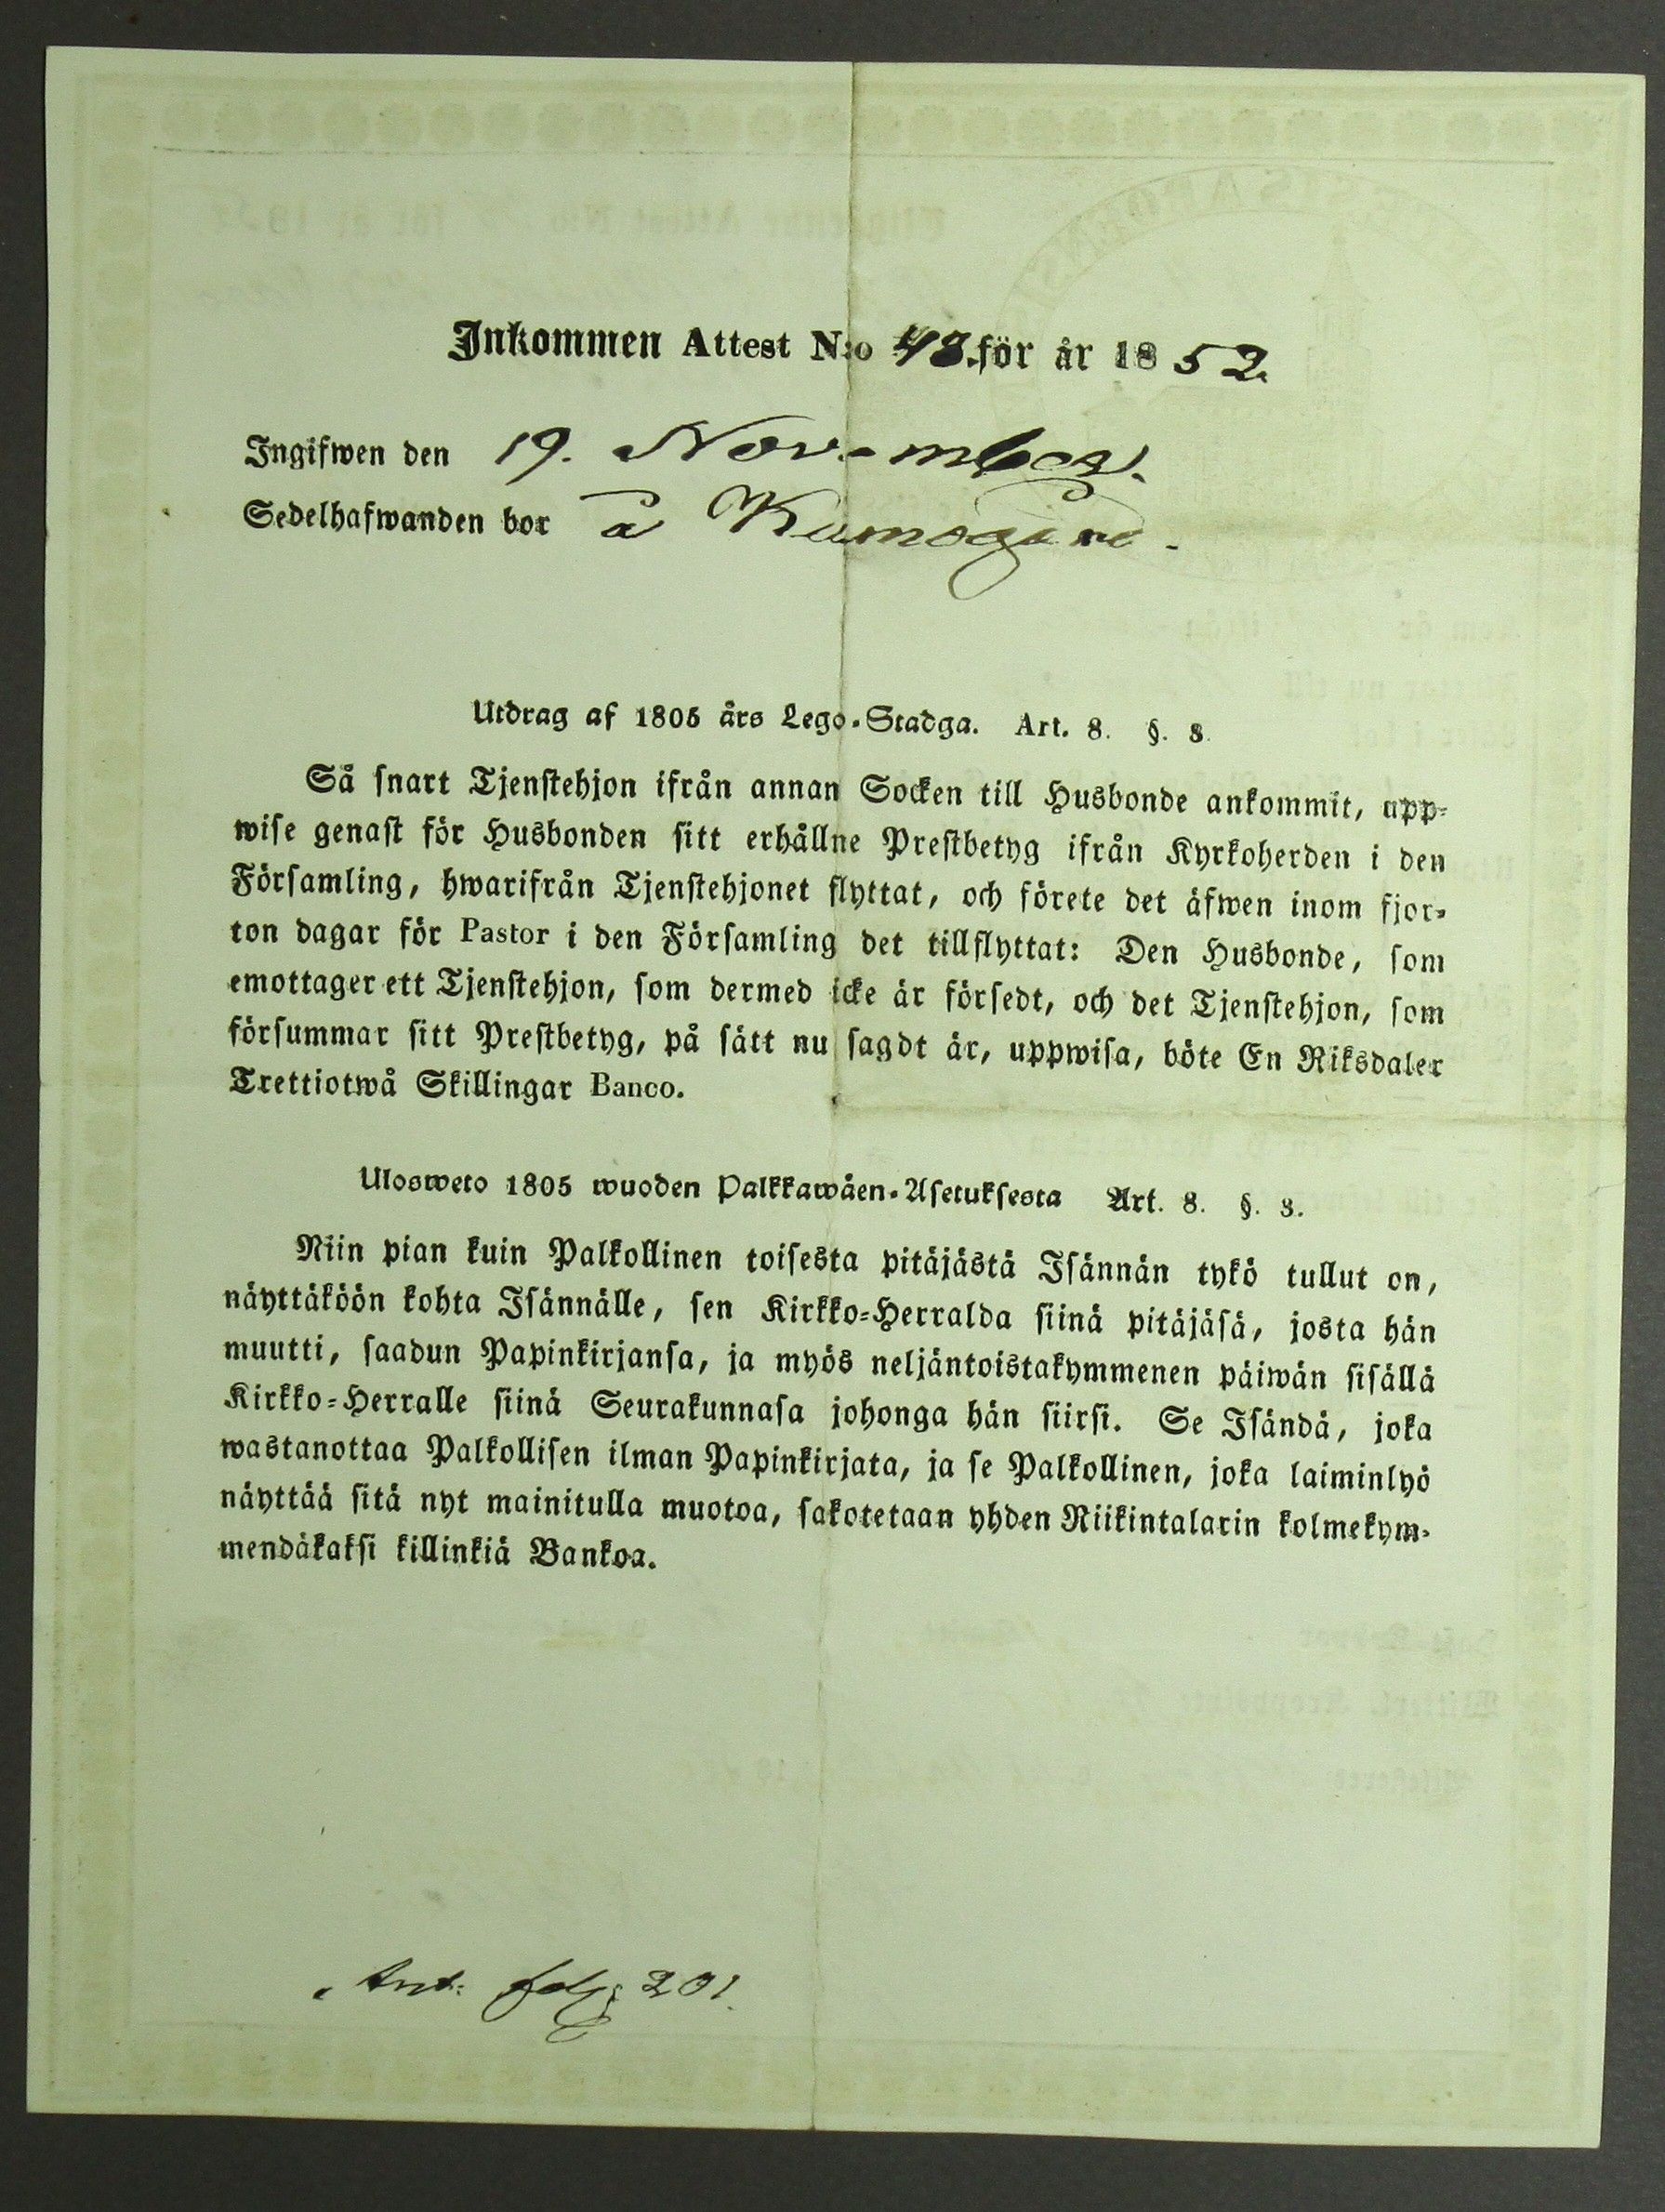 Inkommen Attest N:o 48. för år 1852.
Ingifwen den 19. November.
Sedelhafwanden bor å
Utdrag af 1805 års Lego-Stadga. Art. 8. §. 8.
Så snart Tjenstehjon ifrån annan Socken till Husbonde ankommit, upp-
wise genast för Husbonden sitt erhållne Prestbetyg ifrån Kyrkoherden i den
Församling, hwarifrån Tjenstehjonet flyttat, och förete det äfwen inom fjor-
ton dagar för Pastor i den Församling det tillflyttat: Den Husbonde, som
emottager ett Tjenstehjon, som dermed icke är försedt, och det Tjenstehjon, som
försummar sitt Prestbetyg, på sätt nu sagdt är, uppwisa, böte En Riksdaler
Trettiotwå Skillingar Banco.
Ulosweto 1805 wuoden Palkkawäen-Asetuksesta Art. 8. §. 8.
Niin pian kuin Palkollinen toisesta pitäjästä Isännän tykö tullut on,
näyttäköön kohta Isännälle, sen Kirkko-Herralda siinä pitäjäsä, josta hän
muutti, saadun Papinkirjansa, ja myös neljäntoistakymmenen päiwän sisällä
Kirkko-Herralle siinä Seurakunnasa johonga hän siirsi. Se Isändä, joka
wastanottaa Palkollisen ilman Papinkirjata, ja se Palkollinen, joka laiminlyö
näyttää sitä nyt mainitulla muotoa, sakotetaan yhden Riikintalarin kolmekym-
mendäkaksi killinkiä Bankoa.
Ant: 201.